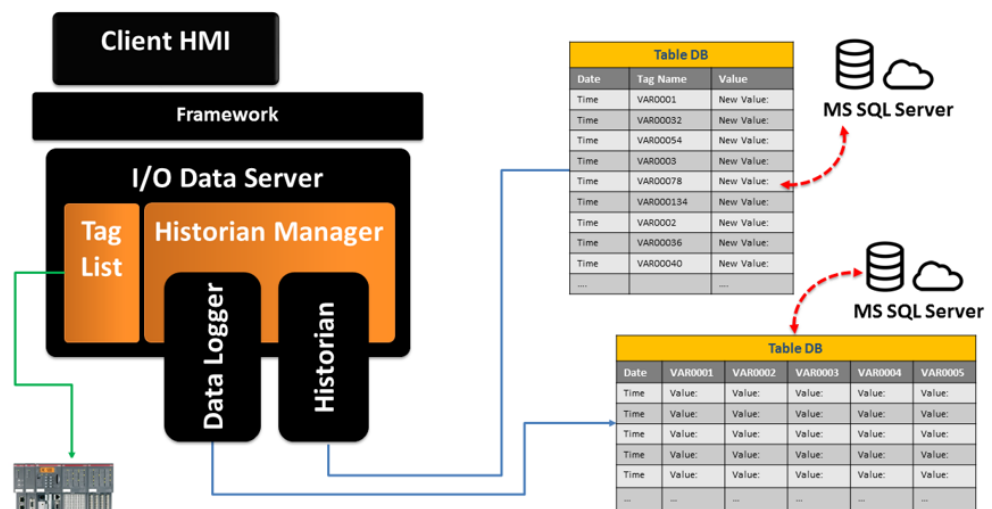 Client HMI
Framework
I/O Data Server
Tag
List
Historian Manager
Data Logger
Historian
Table DB
Date Tag Name Value
Time VAR0001 New Value:
Time VAR00032 New Value:
Time VAR00054 New Value:
Time VAR0003 New Value:
Time VAR00078 New Value:
Time VAR000134 New Value:
Time VAR0002 New Value:
Time VAR00036 New Value:
Time VAR00040 New Value:
.... ....
MS SQL Server
MS SQL Server
Table DB
Date VAR0001 VAR0002 VAR0003 VAR0004 VAR0005
Time Value: Value: Value: Value: Value:
Time Value: Value: Value: Value: Value:
Time Value: Value: Value: Value: Value:
Time Value: Value: Value: Value: Value:
Time Value: Value: Value: Value: Value:
... ... ... ... ... ...